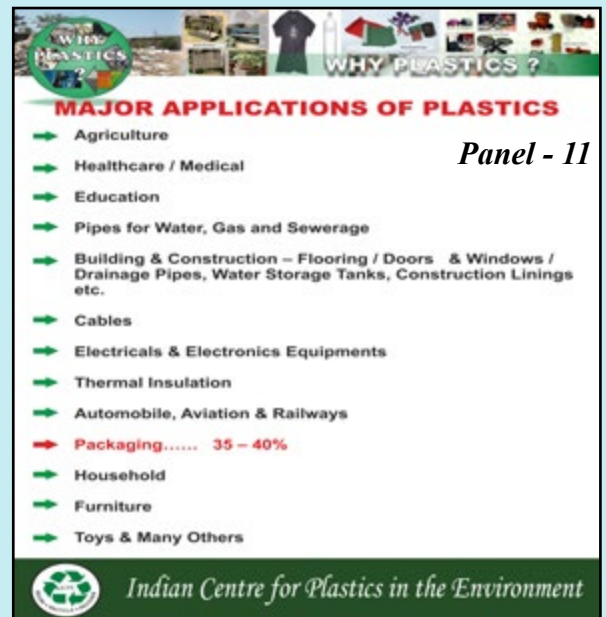 WHY
PLASTICS
?
WHY PLASTICS ?
MAJOR APPLICATIONS OF PLASTICS
Agriculture
Panel - 11
Healthcare / Medical
Education
Pipes for Water, Gas and Sewerage
Building & Construction – Flooring / Doors & Windows /
Drainage Pipes, Water Storage Tanks, Construction Linings
etc.
Cables
Electricals & Electronics Equipments
Thermal Insulation
Automobile, Aviation & Railways
Packaging...... 35 – 40%
Household
Furniture
Toys & Many Others
Indian Centre for Plastics in the Environment